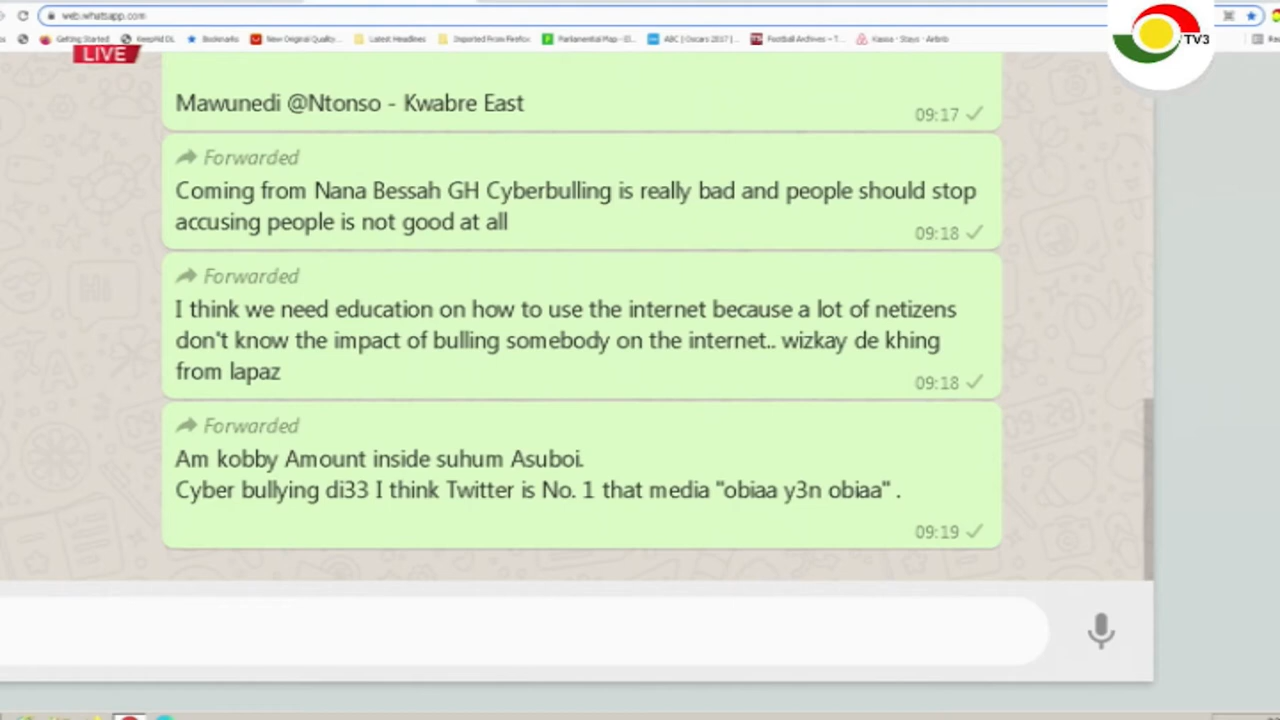 web.whatsapp.com
Getting Started
KeepVid DL
Bookmarks
New Original Quality...
Latest Headlines
Imported From Firefox
Parliamental Map - El...
ABC | Oscars 2017 |...
Football Archives - T...
Kassa - Stays - Airbnb
LIVE
TV3
Mawunedi @Ntonso - Kwabre East
09:17
Forwarded
Coming from Nana Bessah GH Cyberbulling is really bad and people should stop
accusing people is not good at all
09:18
Forwarded
I think we need education on how to use the internet because a lot of netizens
don't know the impact of bulling somebody on the internet.. wizkay de khing
from lapaz
09:18
Forwarded
Am kobby Amount inside suhum Asuboi.
Cyber bullying di33 I think Twitter is No. 1 that media "obiaa y3n obiaa" .
09:19